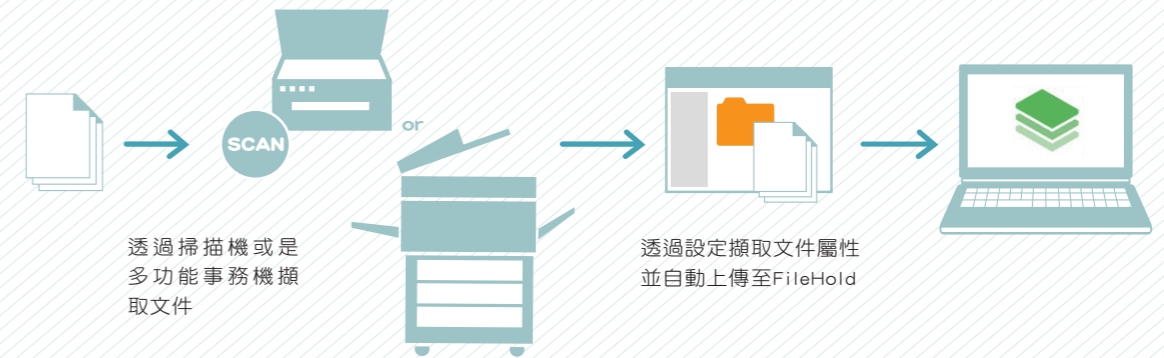 SCAN
or
透過掃描機或是
多功能事務機擷
取文件
透過設定擷取文件屬性
並自動上傳至FileHold